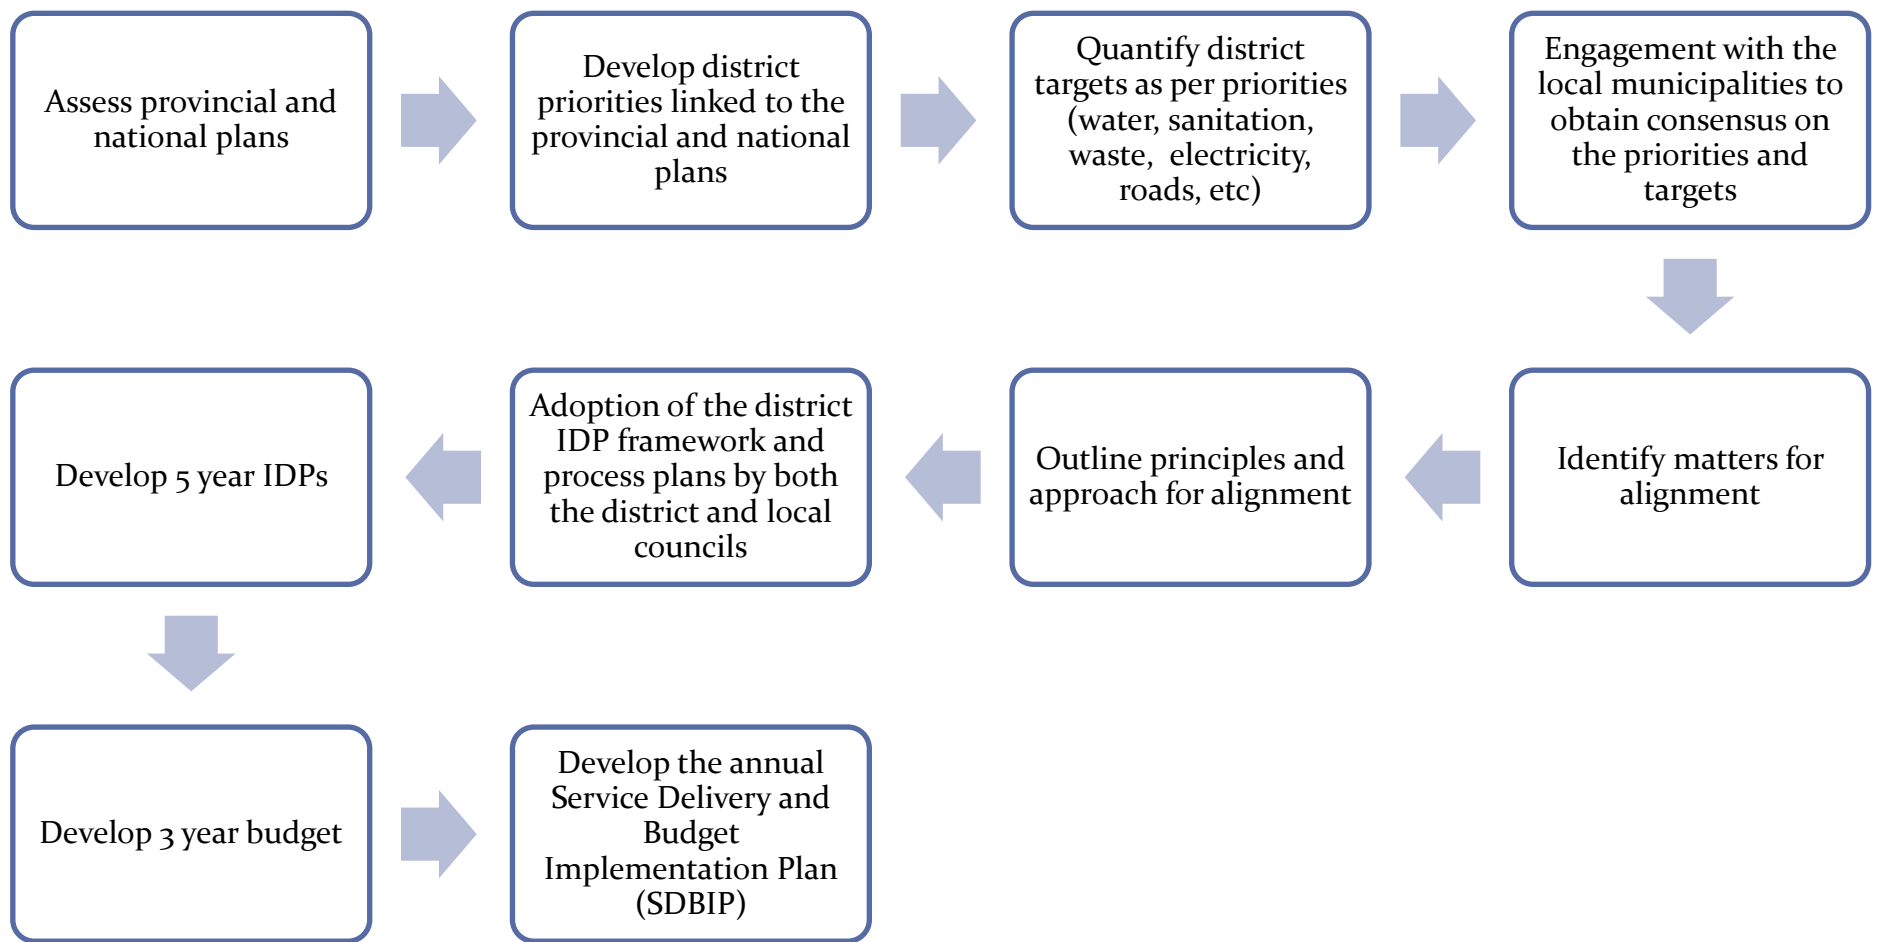 Assess provincial and
national plans
Develop district
priorities linked to the
provincial and national
plans
Quantify district
targets as per priorities
(water, sanitation,
waste, electricity,
roads, etc)
Engagement with the
local municipalities to
obtain consensus on
the priorities and
targets
Identify matters for
alignment
Outline principles and
approach for alignment
Adoption of the district
IDP framework and
process plans by both
the district and local
councils
Develop 5 year IDPs
Develop 3 year budget
Develop the annual
Service Delivery and
Budget
Implementation Plan
(SDBIP)